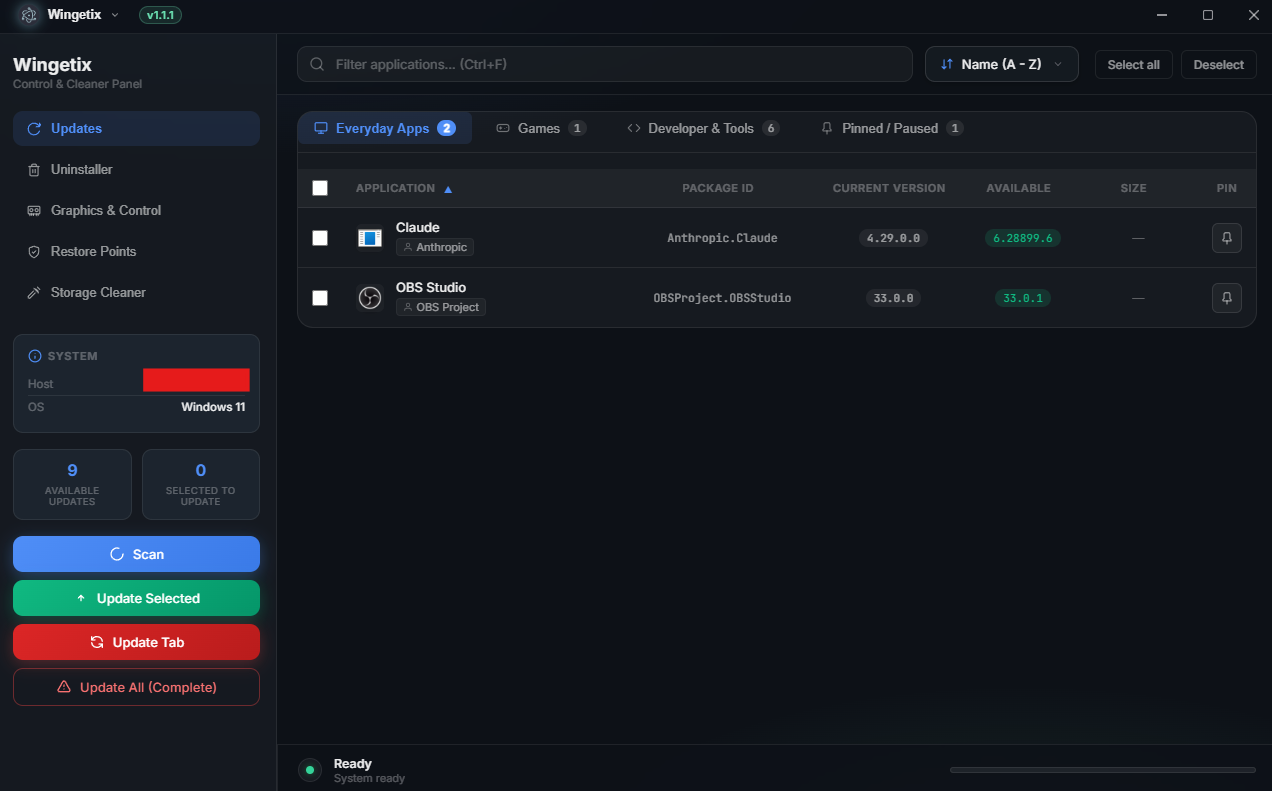 Wingetix
v1.1.1
Wingetix
Control & Cleaner Panel
Updates
Uninstaller
Graphics & Control
Restore Points
Storage Cleaner
SYSTEM
Host
OS Windows 11
9
AVAILABLE
UPDATES
0
SELECTED TO
UPDATE
Scan
Update Selected
Update Tab
Update All (Complete)
Filter applications... (Ctrl+F)
Name (A - Z)
Select all
Deselect
Everyday Apps 2
Games 1
Developer & Tools 6
Pinned / Paused 1
APPLICATION ▲ PACKAGE ID CURRENT VERSION AVAILABLE SIZE PIN
Claude
Anthropic
Anthropic.Claude 4.29.0.0 6.28899.6 —
OBS Studio
OBS Project
OBSProject.OBSStudio 33.0.0 33.0.1 —
Ready
System ready